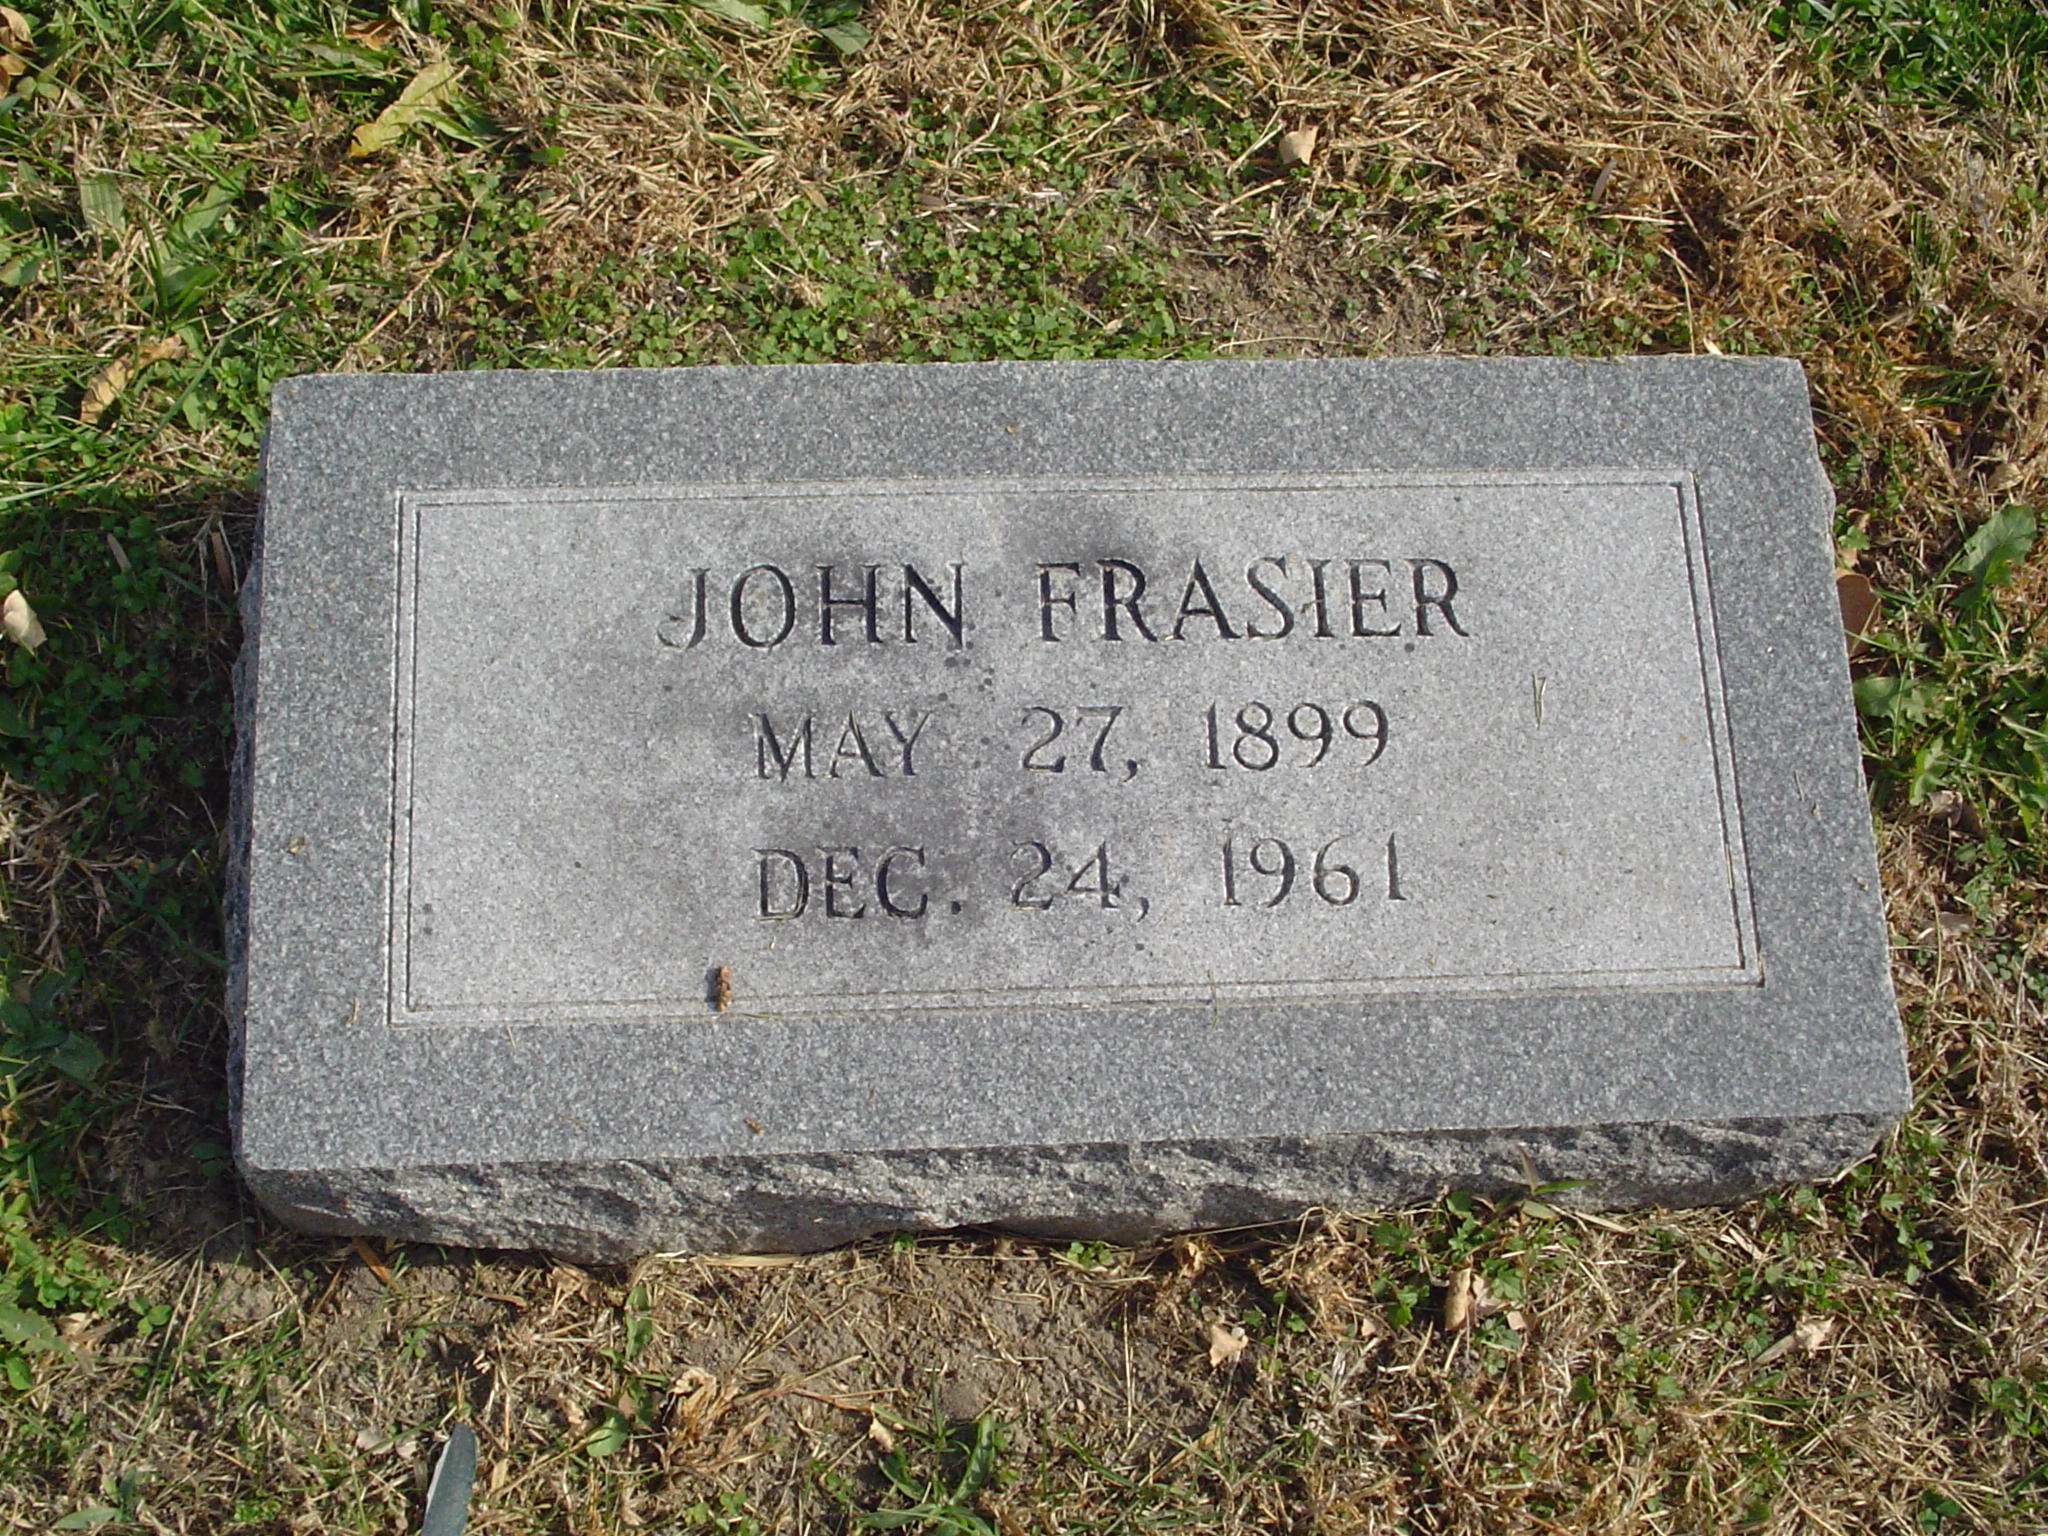 JOHN FRASIER
MAY 27, 1899
DEC. 24, 1961